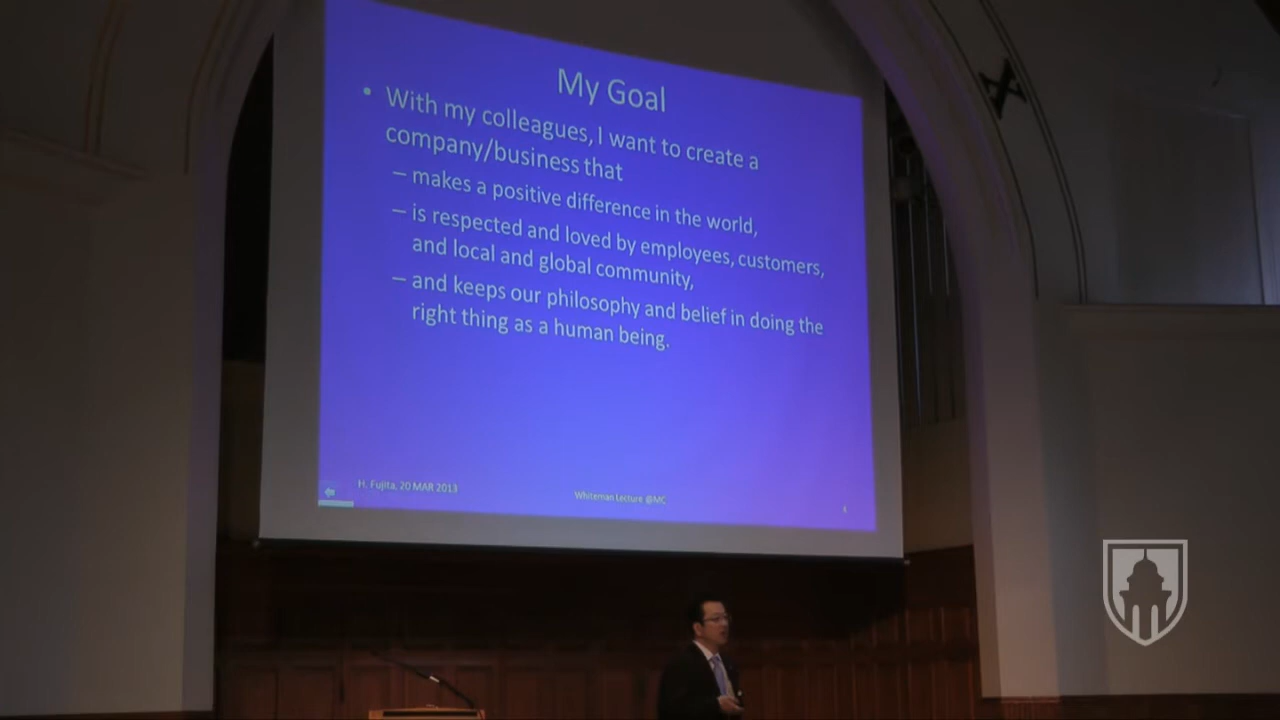 My Goal
• With my colleagues, I want to create a
company/business that
– makes a positive difference in the world,
– is respected and loved by employees, customers,
and local and global community,
– and keeps our philosophy and belief in doing the
right thing as a human being.
H. Fujita, 20 MAR 2013
Whiteman Lecture @MC